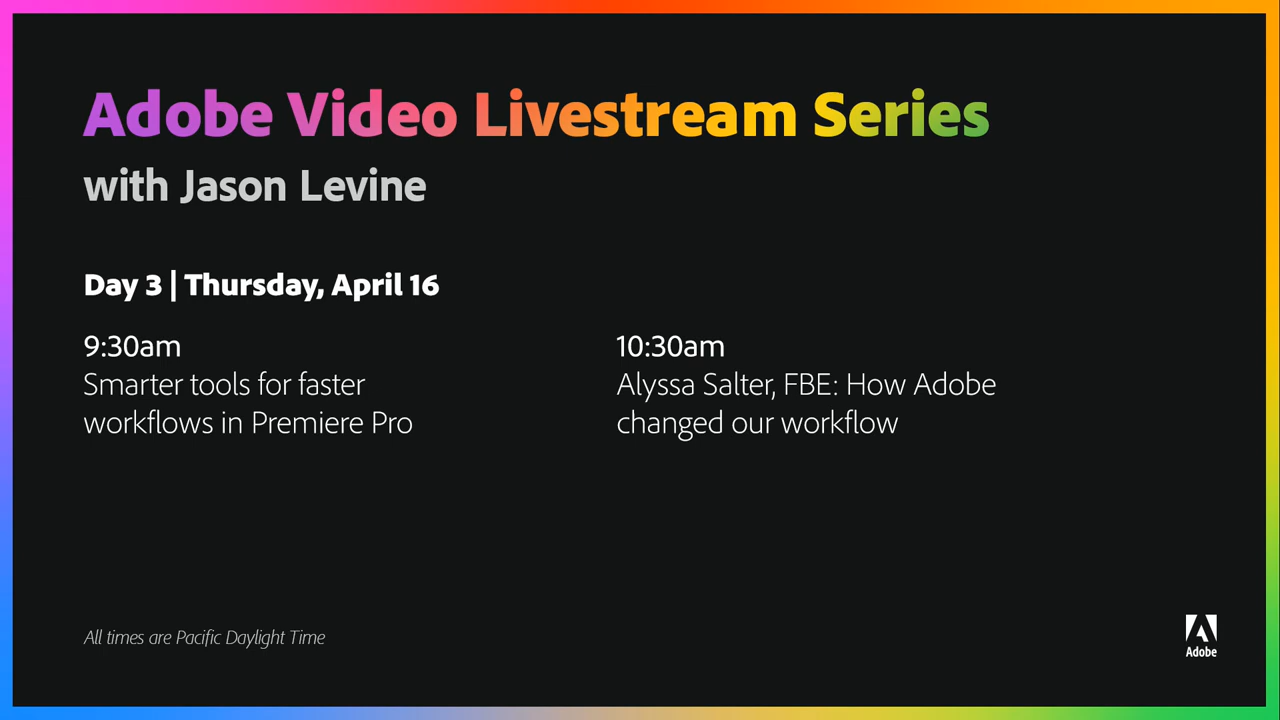 Adobe Video Livestream Series
with Jason Levine
Day 3 | Thursday, April 16
9:30am
Smarter tools for faster
workflows in Premiere Pro
10:30am
Alyssa Salter, FBE: How Adobe
changed our workflow
All times are Pacific Daylight Time
Adobe